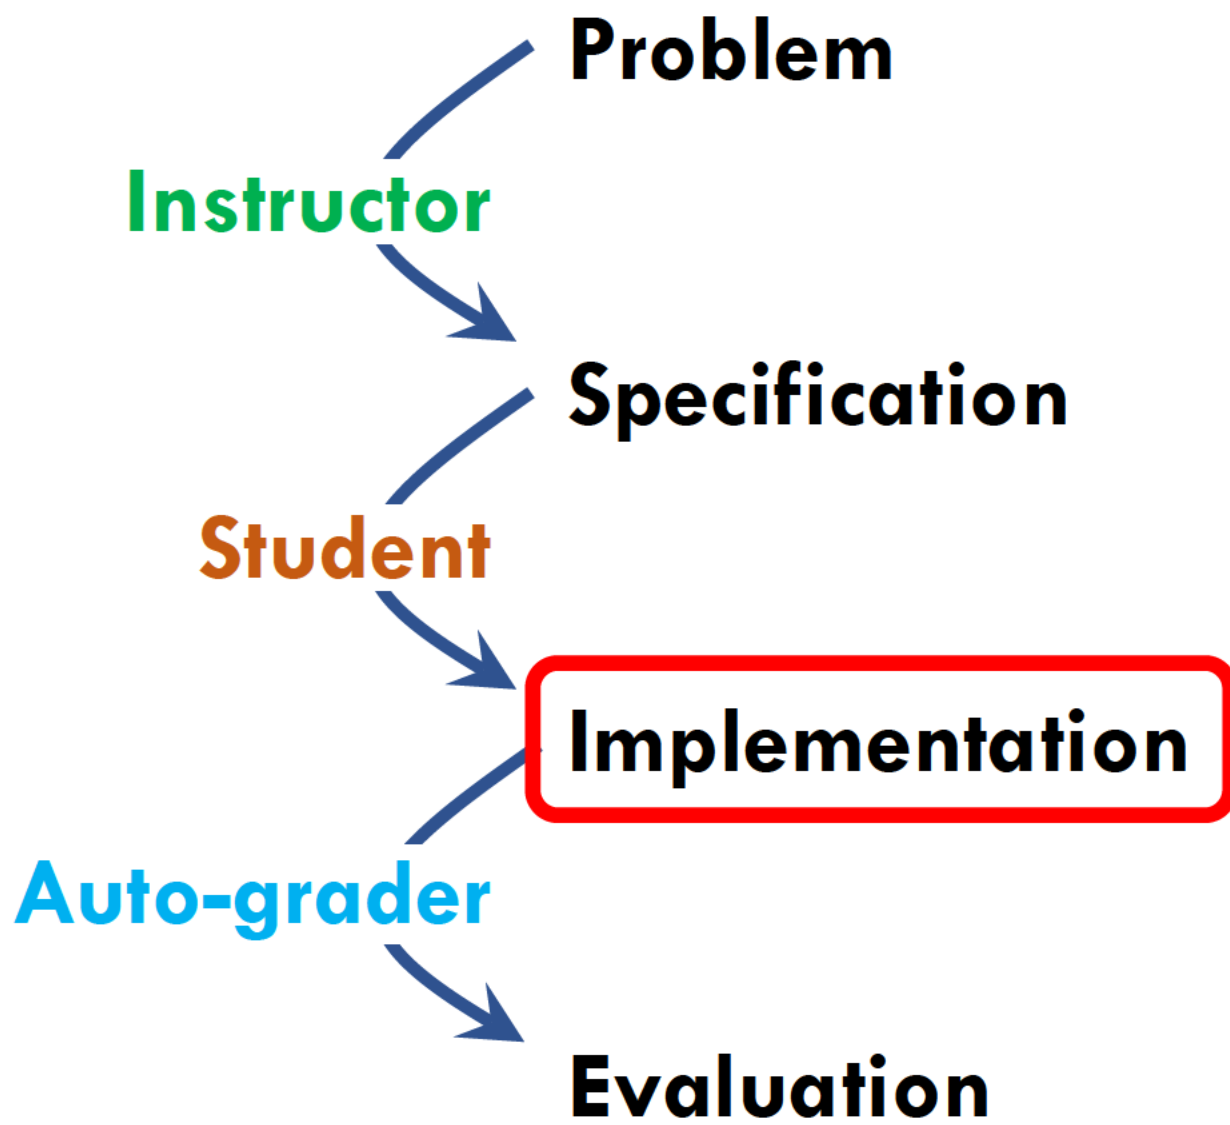 Problem
Instructor
Specification
Student
Implementation
Auto-grader
Evaluation